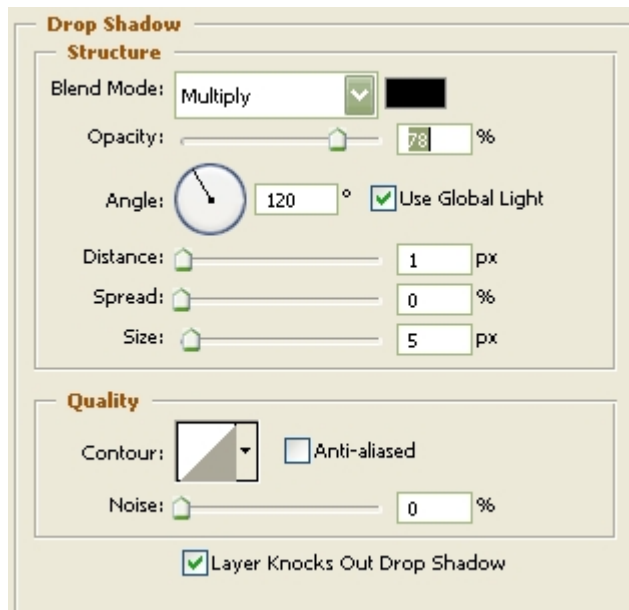 Drop Shadow
Structure
Blend Mode: Multiply
Opacity: 78 %
Angle: 120 ° Use Global Light
Distance: 1 px
Spread: 0 %
Size: 5 px
Quality
Contour: Anti-aliased
Noise: 0 %
Layer Knocks Out Drop Shadow